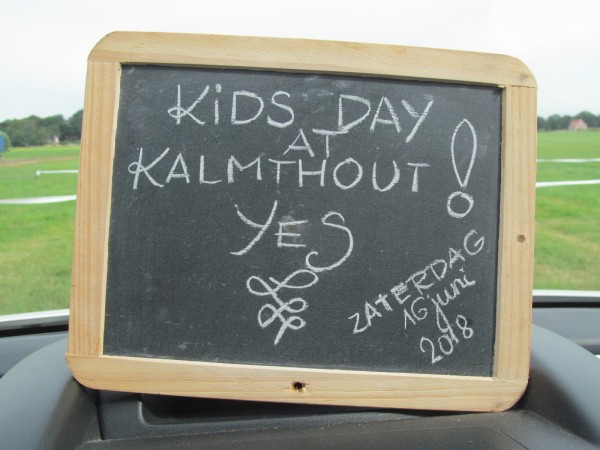 KiDS DAY
AT
KALMTHOUT !
YES
ZATERDAG
16 juni
2018